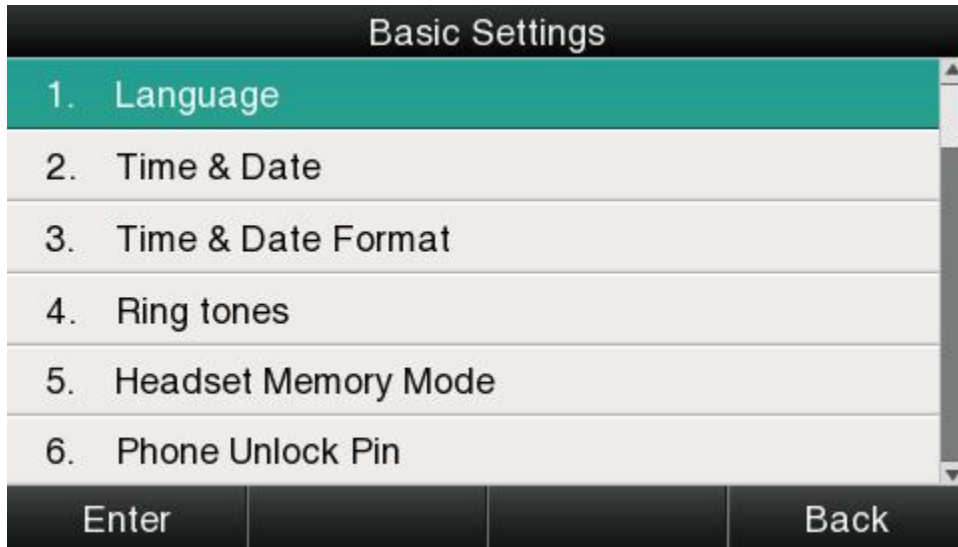 Basic Settings
1. Language
2. Time & Date
3. Time & Date Format
4. Ring tones
5. Headset Memory Mode
6. Phone Unlock Pin
Enter Back